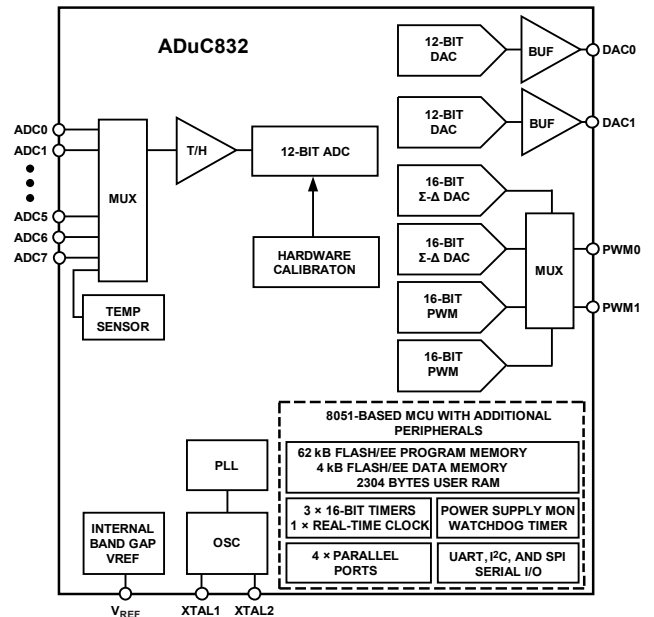 ADuC832
12-BIT
DAC
BUF
DAC0
12-BIT
DAC
BUF
DAC1
ADC0
ADC1
ADC5
ADC6
ADC7
MUX
T/H
12-BIT ADC
HARDWARE
CALIBRATON
TEMP
SENSOR
16-BIT
Σ-Δ DAC
16-BIT
Σ-Δ DAC
16-BIT
PWM
16-BIT
PWM
MUX
PWM0
PWM1
8051-BASED MCU WITH ADDITIONAL
PERIPHERALS
62 kB FLASH/EE PROGRAM MEMORY
4 kB FLASH/EE DATA MEMORY
2304 BYTES USER RAM
3 × 16-BIT TIMERS
1 × REAL-TIME CLOCK
POWER SUPPLY MON
WATCHDOG TIMER
4 × PARALLEL
PORTS
UART, I²C, AND SPI
SERIAL I/O
PLL
OSC
INTERNAL
BAND GAP
VREF
VREF
XTAL1
XTAL2